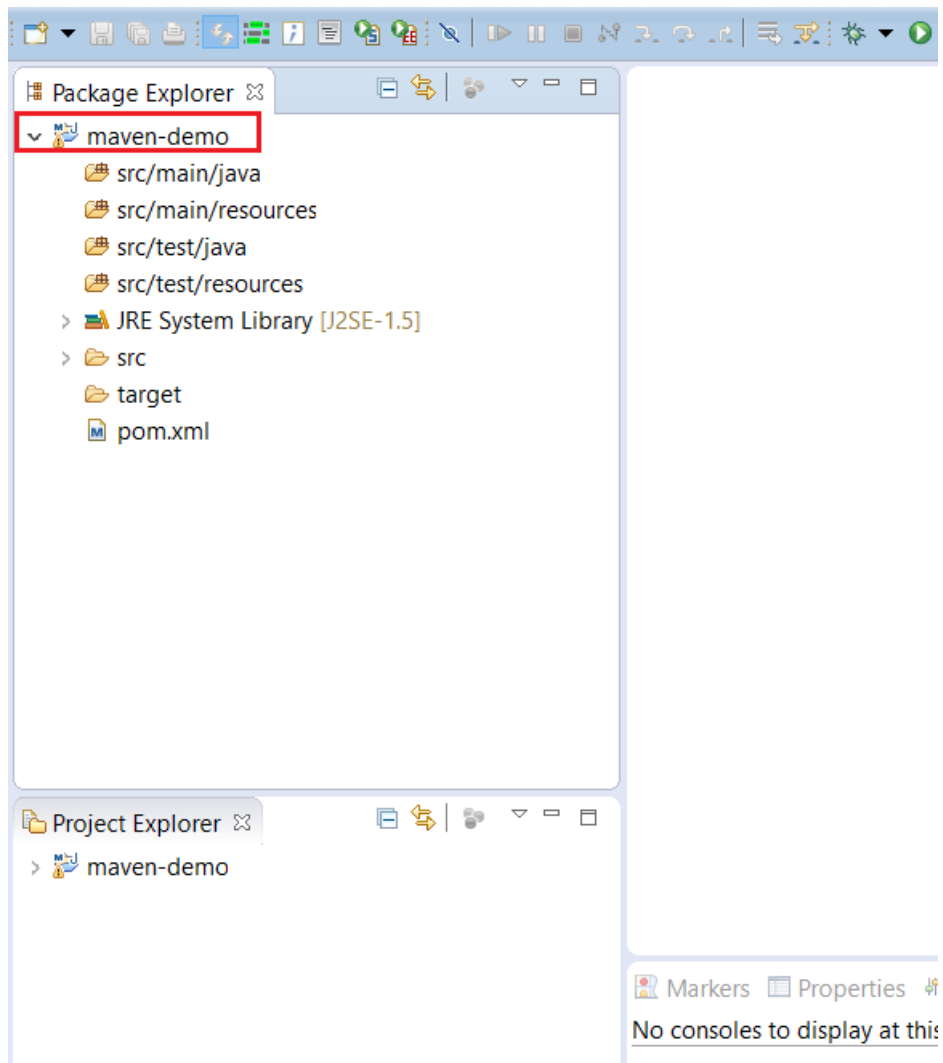 Package Explorer
maven-demo
src/main/java
src/main/resources
src/test/java
src/test/resources
JRE System Library [J2SE-1.5]
src
target
pom.xml
Project Explorer
maven-demo
Markers Properties
No consoles to display at this